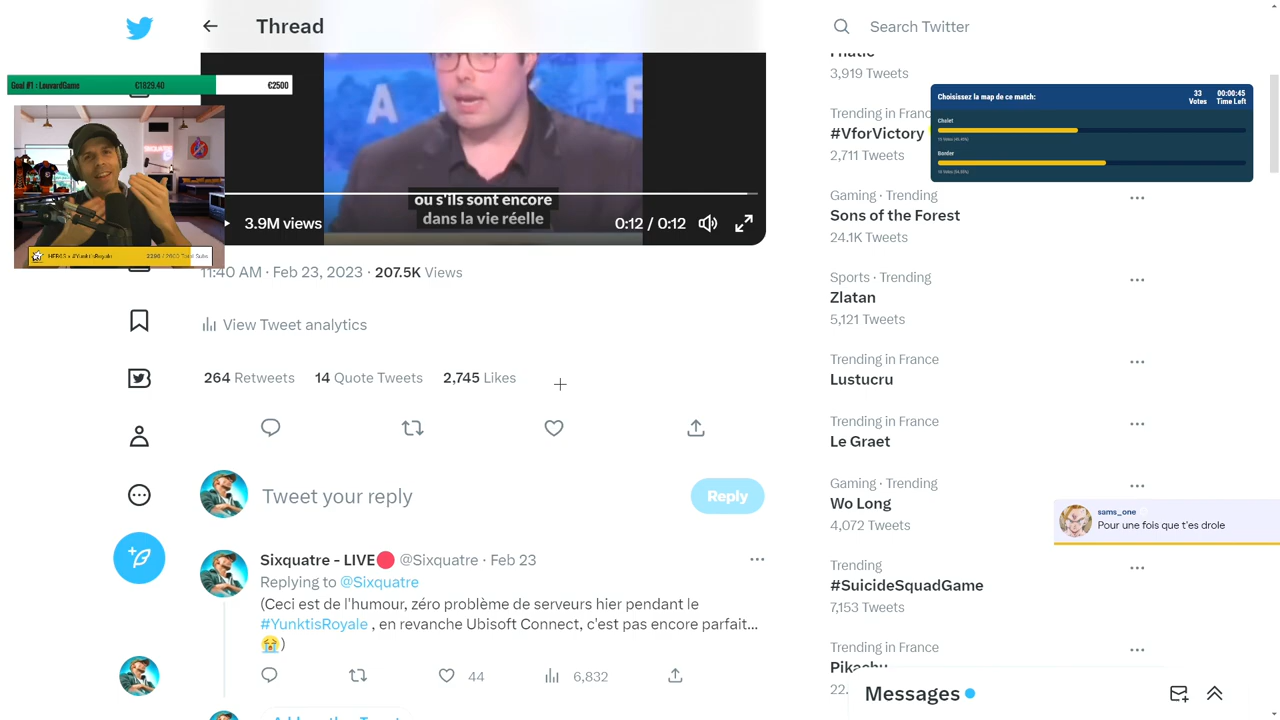 Thread
Search Twitter
Goal #1 : LouvardGame €1829.40 €2500
ou s'ils sont encore
dans la vie réelle
3.9M views
0:12 / 0:12
11:40 AM · Feb 23, 2023 · 207.5K Views
View Tweet analytics
264 Retweets 14 Quote Tweets 2,745 Likes
Tweet your reply
Reply
Sixquatre - LIVE🔴 @Sixquatre · Feb 23
Replying to @Sixquatre
(Ceci est de l'humour, zéro problème de serveurs hier pendant le
#YunktisRoyale , en revanche Ubisoft Connect, c'est pas encore parfait...
😭)
44
6,832
3,919 Tweets
Choisissez la map de ce match:
33
Votes
00:00:45
Time Left
Chalet
Border
#VforVictory
2,711 Tweets
Gaming · Trending
Sons of the Forest
24.1K Tweets
Sports · Trending
Zlatan
5,121 Tweets
Trending in France
Lustucru
Trending in France
Le Graet
Gaming · Trending
Wo Long
4,072 Tweets
sams_one
Pour une fois que t'es drole
Trending
#SuicideSquadGame
7,153 Tweets
Trending in France
Pikachu
22.
Messages